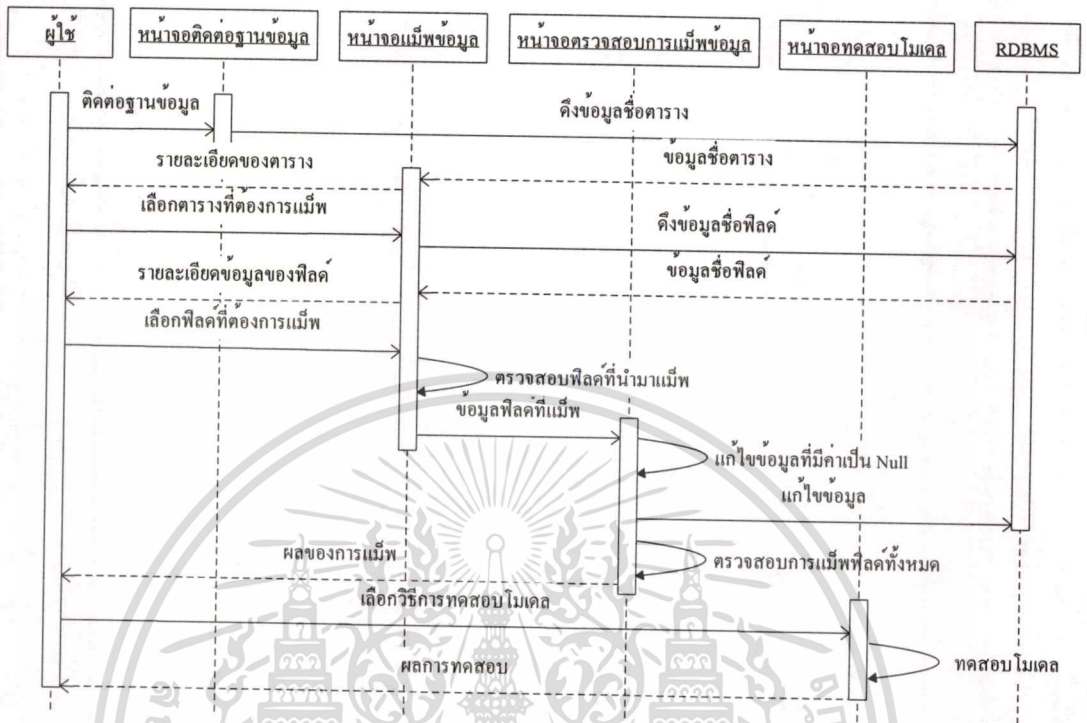 ผู้ใช้
หน้าจอติดต่อฐานข้อมูล
หน้าจอแม็พข้อมูล
หน้าจอตรวจสอบการแม็พข้อมูล
หน้าจอทดสอบโมเดล
RDBMS
ติดต่อฐานข้อมูล
ดึงข้อมูลชื่อตาราง
รายละเอียดของตาราง
ข้อมูลชื่อตาราง
เลือกตารางที่ต้องการแม็พ
ดึงข้อมูลชื่อฟิลด์
รายละเอียดข้อมูลของฟิลด์
ข้อมูลชื่อฟิลด์
เลือกฟิลด์ที่ต้องการแม็พ
ตรวจสอบฟิลด์ที่นำมาแม็พ
ข้อมูลฟิลด์ที่แม็พ
แก้ไขข้อมูลที่มีค่าเป็น Null
แก้ไขข้อมูล
ผลของการแม็พ
ตรวจสอบการแม็พฟิลด์ทั้งหมด
เลือกวิธีการทดสอบโมเดล
ผลการทดสอบ
ทดสอบโมเดล